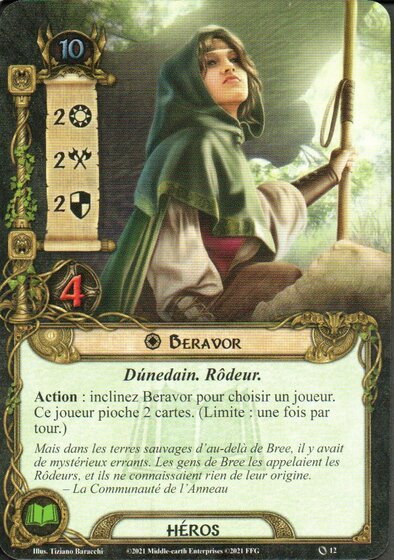 10
2
2
2
4
Beravor
Dúnedain. Rôdeur.
Action : inclinez Beravor pour choisir un joueur.
Ce joueur pioche 2 cartes. (Limite : une fois par
tour.)
Mais dans les terres sauvages d'au-delà de Bree, il y avait
de mystérieux errants. Les gens de Bree les appelaient les
Rôdeurs, et ils ne connaissaient rien de leur origine.
– La Communauté de l'Anneau
HÉROS
Illus. Tiziano Baracchi ©2021 Middle-earth Enterprises ©2021 FFG 12